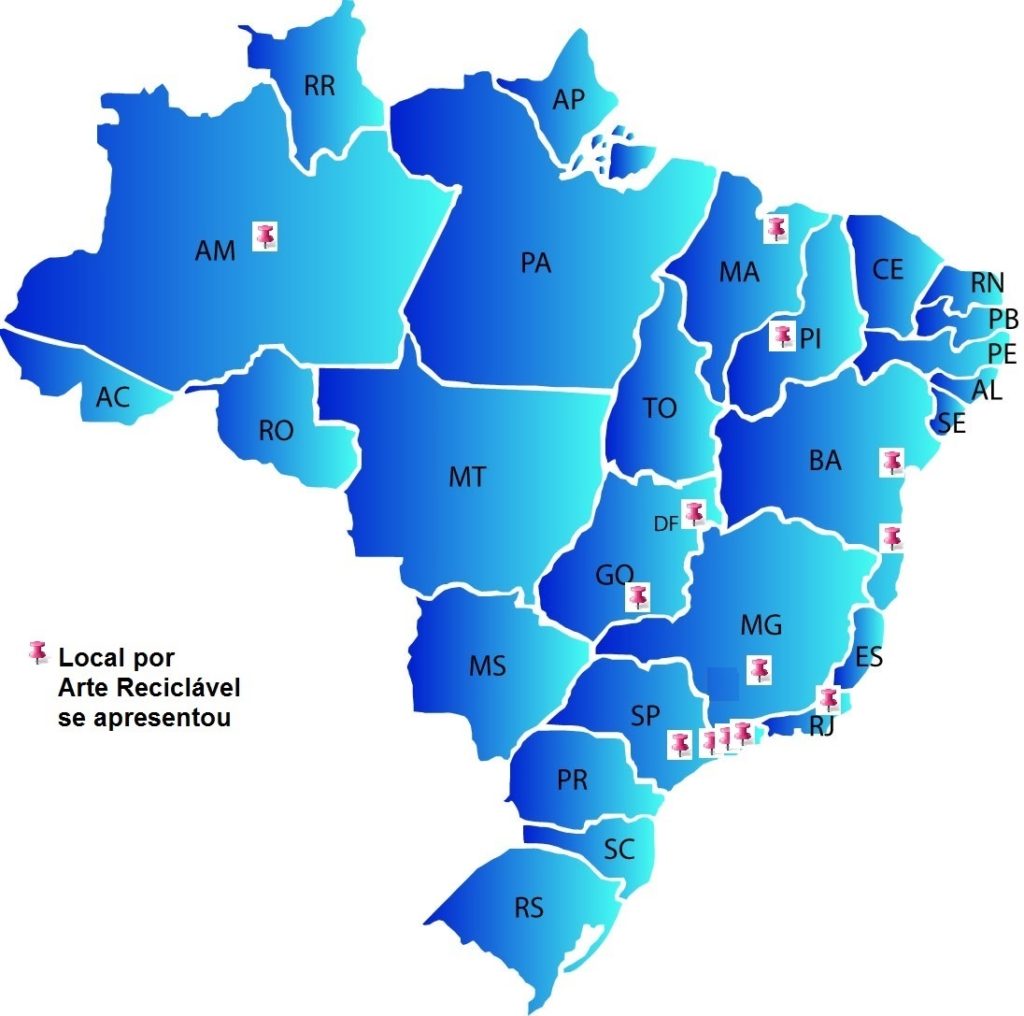 RR
AP
AM
PA
MA
CE
RN
PB
PI
PE
AL
AC
TO
SE
RO
BA
MT
DF
GO
MG
Local por
Arte Reciclável
se apresentou
MS
ES
SP
RJ
PR
SC
RS